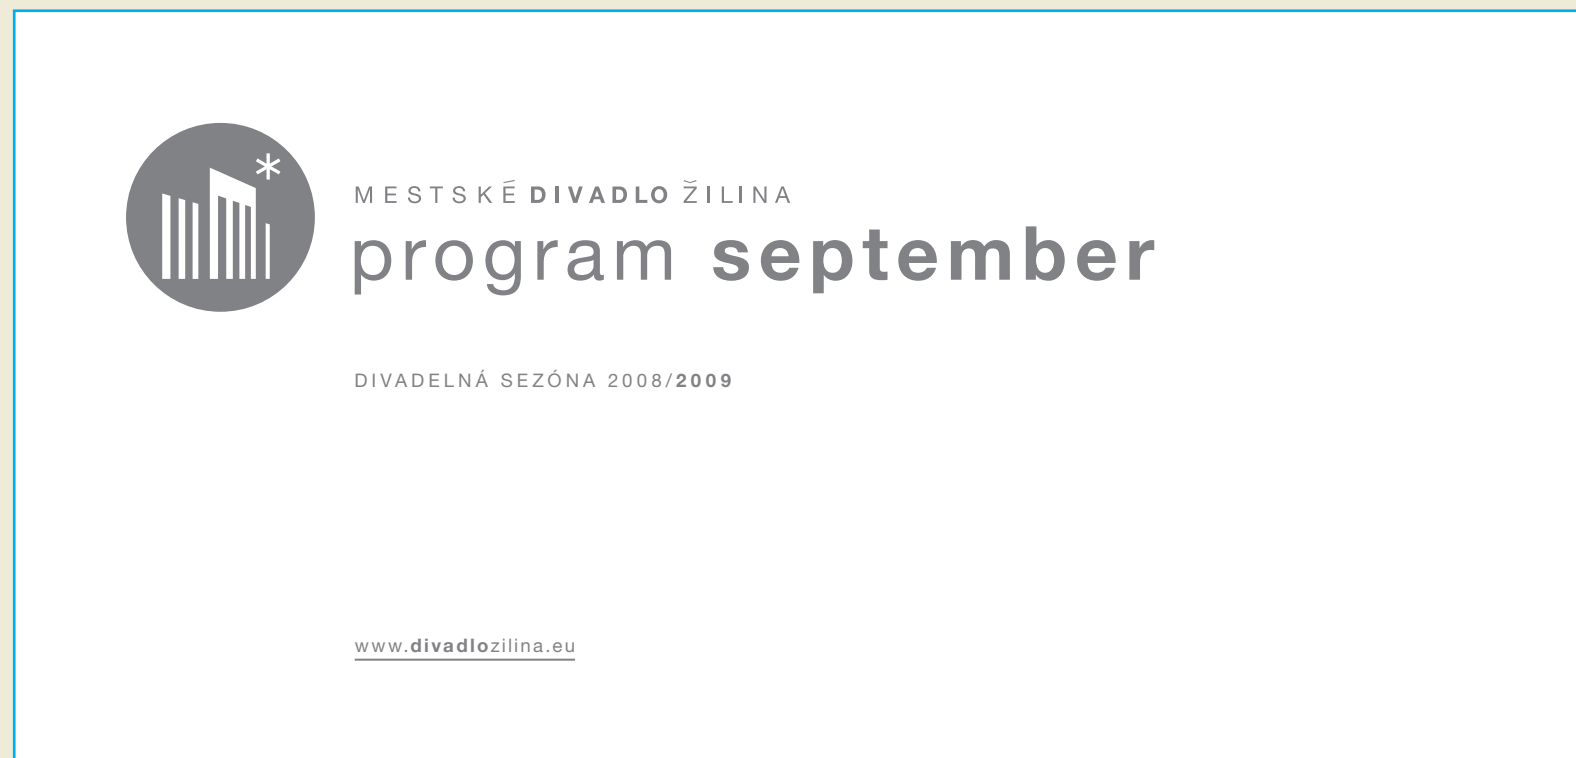 MESTSKÉ DIVADLO ŽILINA
program september
DIVADELNÁ SEZÓNA 2008/2009
www.divadlozilina.eu